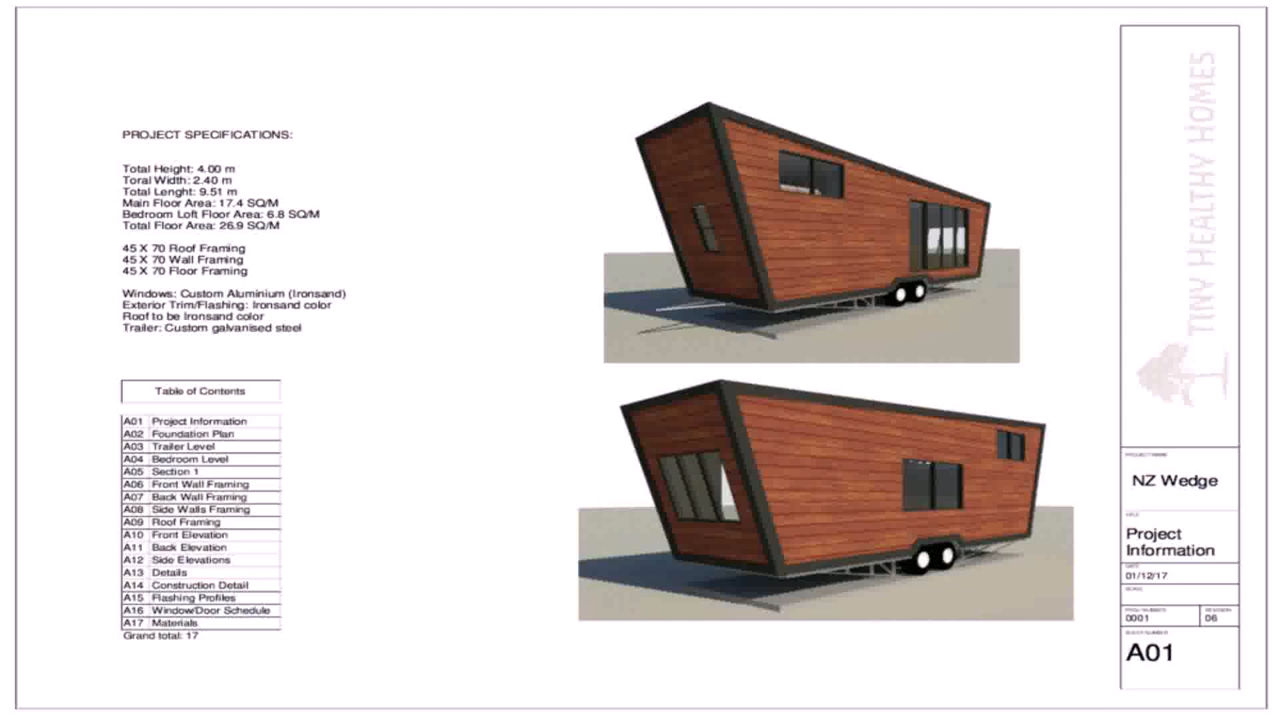 PROJECT SPECIFICATIONS:
Total Height: 4.00 m
Toral Width: 2.40 m
Total Lenght: 9.51 m
Main Floor Area: 17.4 SQ/M
Bedroom Loft Floor Area: 6.8 SQ/M
Total Floor Area: 26.9 SQ/M
45 X 70 Roof Framing
45 X 70 Wall Framing
45 X 70 Floor Framing
Windows: Custom Aluminium (Ironsand)
Exterior Trim/Flashing: Ironsand color
Roof to be Ironsand color
Trailer: Custom galvanised steel
Table of Contents
A01 Project Information
A02 Foundation Plan
A03 Trailer Level
A04 Bedroom Level
A05 Section 1
A06 Front Wall Framing
A07 Back Wall Framing
A08 Side Walls Framing
A09 Roof Framing
A10 Front Elevation
A11 Back Elevation
A12 Side Elevations
A13 Details
A14 Construction Detail
A15 Flashing Profiles
A16 Window/Door Schedule
A17 Materials
Grand total: 17
TINY HEALTHY HOMES
PROJECT NAME
NZ Wedge
Project
Information
DATE
01/12/17
0001
06
A01